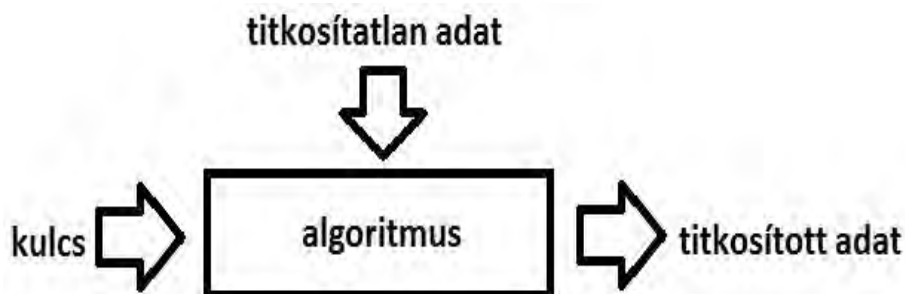 titkosítatlan adat
kulcs
algoritmus
titkosított adat